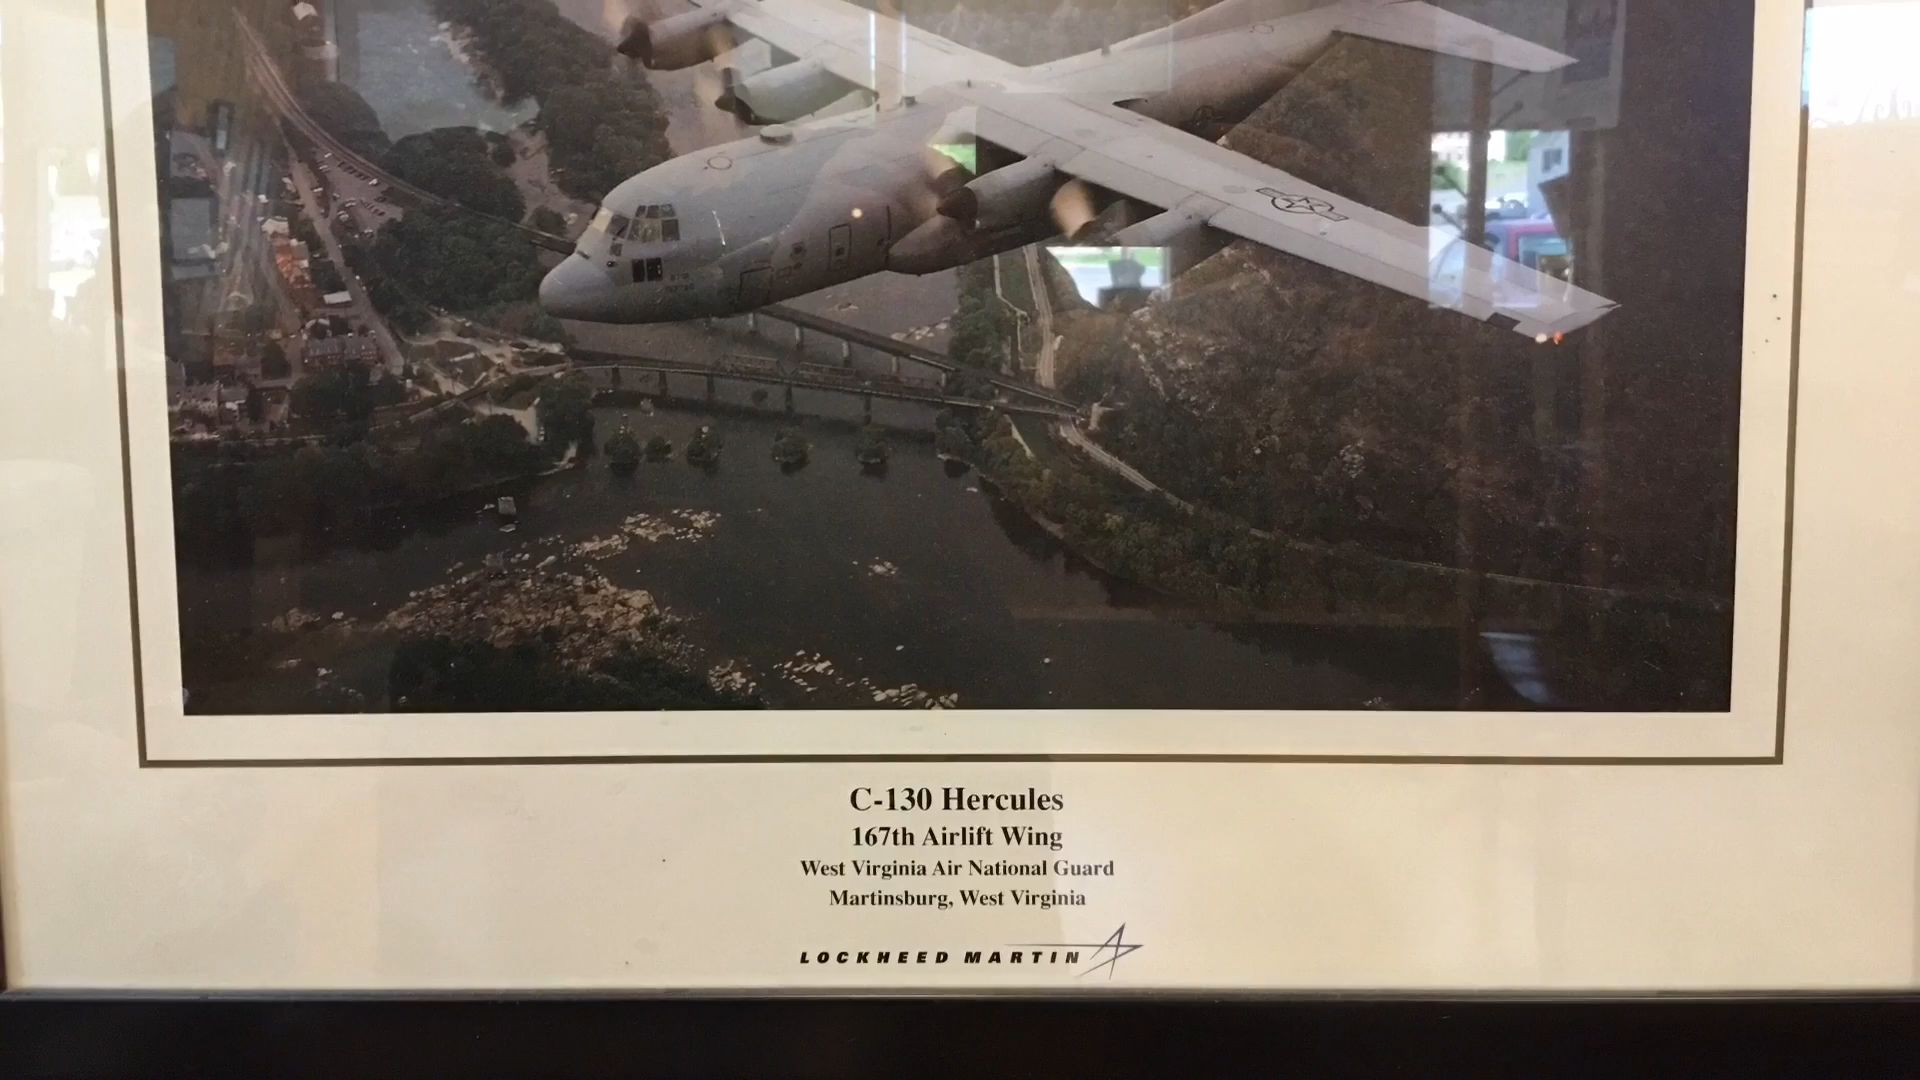 C-130 Hercules
167th Airlift Wing
West Virginia Air National Guard
Martinsburg, West Virginia
LOCKHEED MARTIN